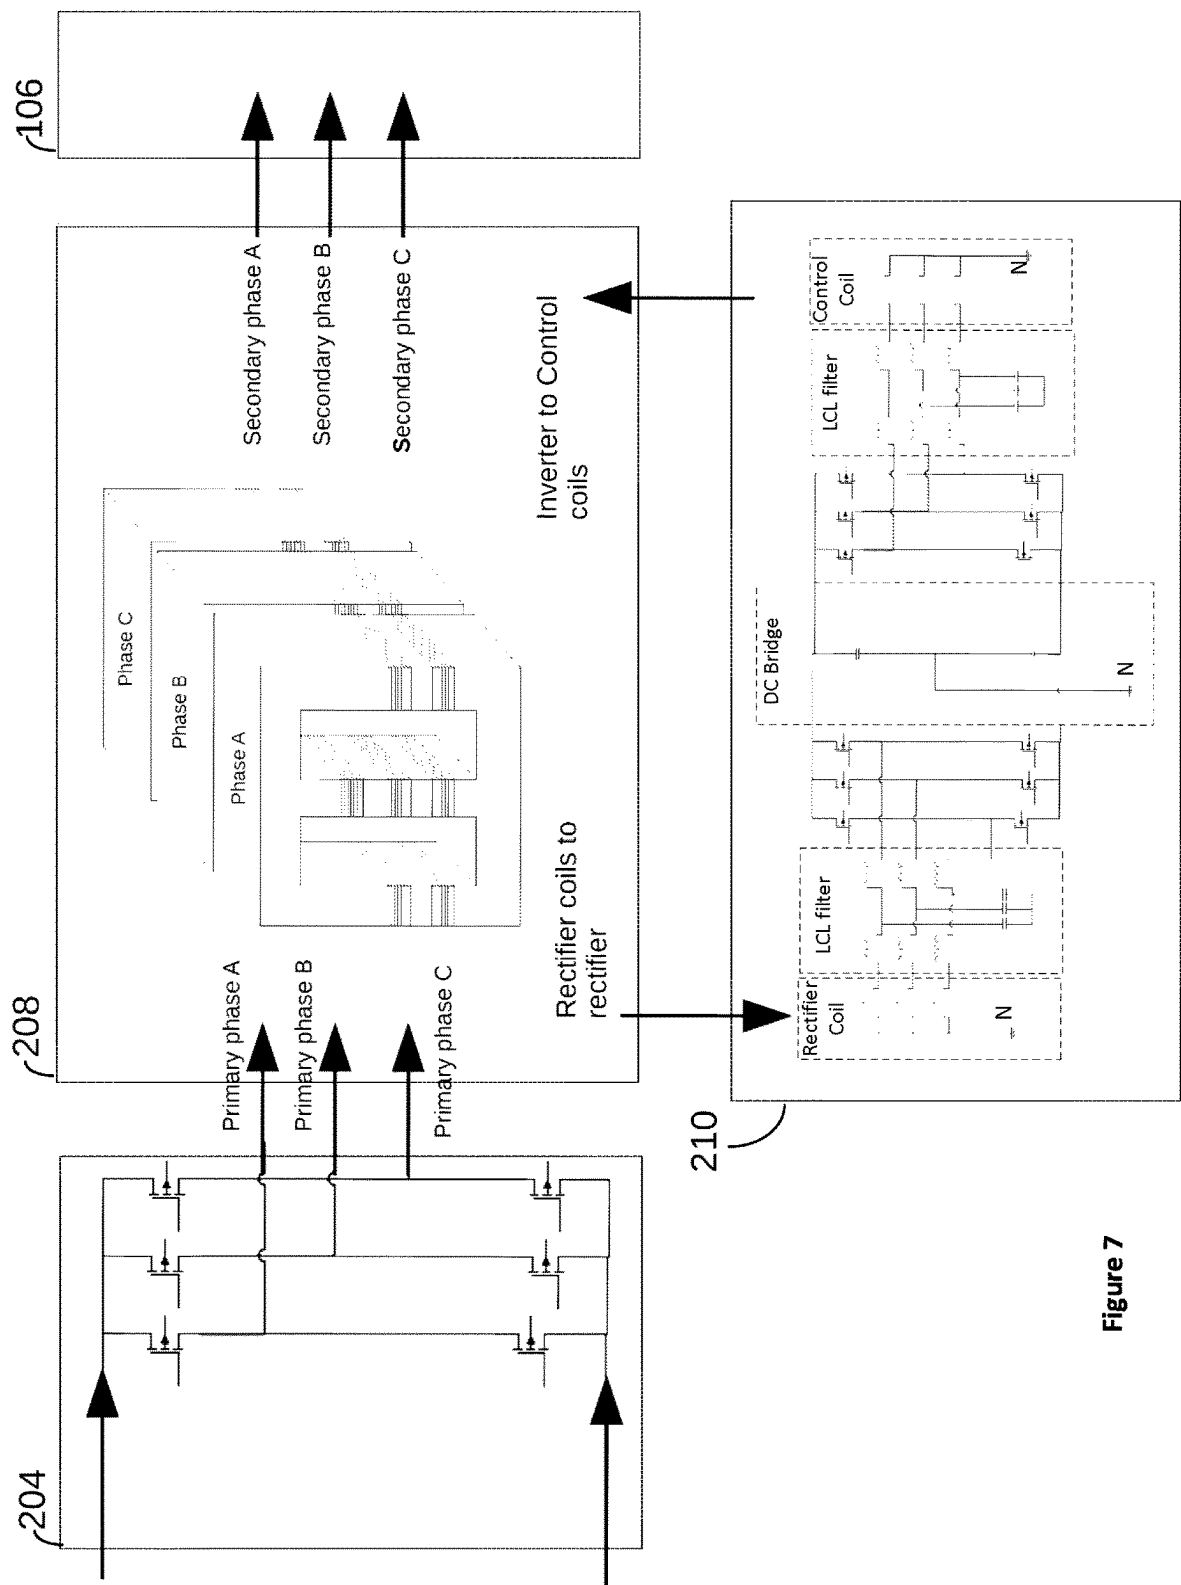 204
208
106
Primary phase A
Primary phase B
Primary phase C
Phase C
Phase B
Phase A
Secondary phase A
Secondary phase B
Secondary phase C
Rectifier coils to
rectifier
Inverter to Control
coils
210
Rectifier
Coil
N
LCL filter
DC Bridge
N
LCL filter
Control
Coil
N
Figure 7